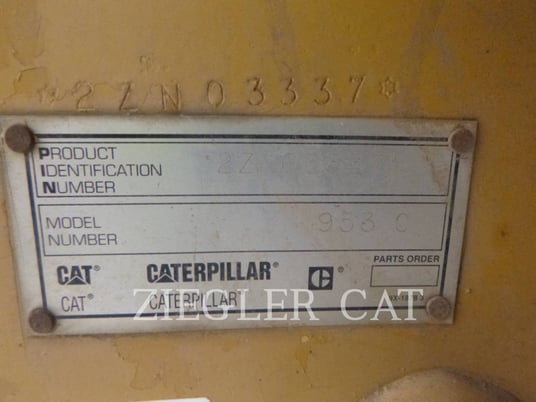 *2ZN03337*
PRODUCT
IDENTIFICATION
NUMBER
MODEL
NUMBER
953 C
PARTS ORDER
CAT® CATERPILLAR® C®
CAT® CATERPILLAR
ZIEGLER CAT